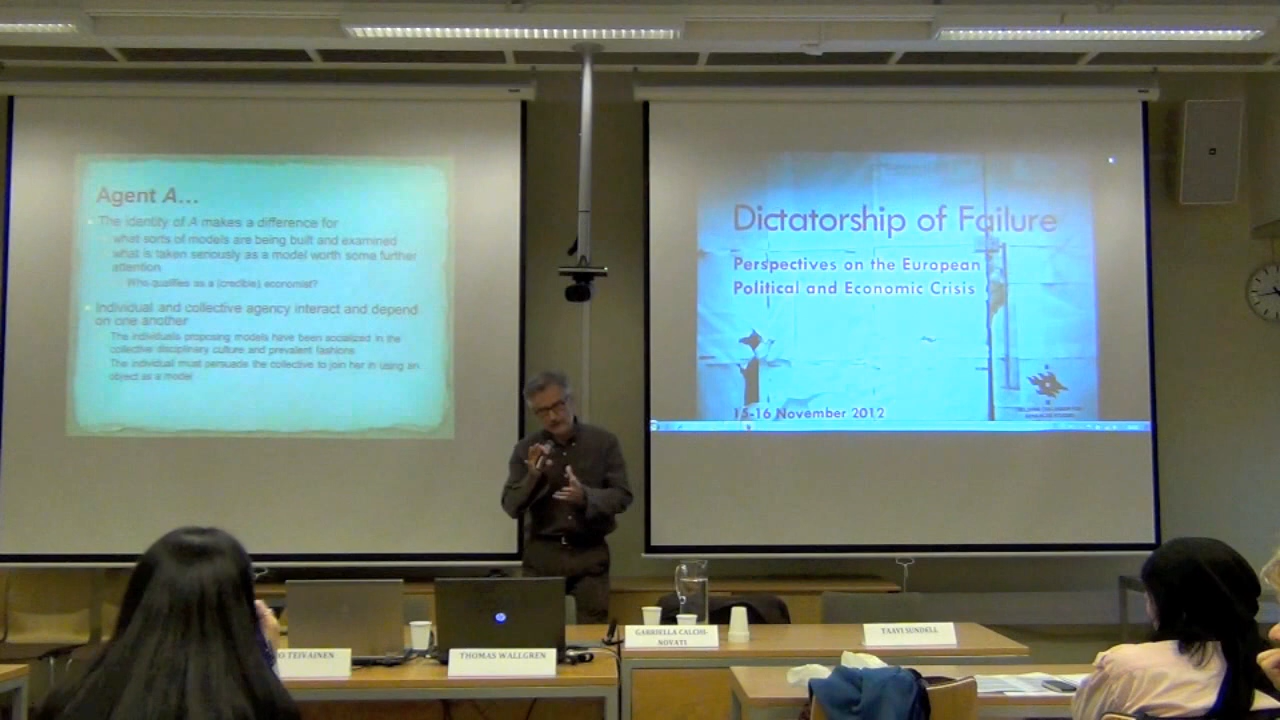 Agent A...
The identity of A makes a difference for
what sorts of models are being built and examined
what is taken seriously as a model worth some further
attention
Who qualifies as a (credible) economist?
Individual and collective agency interact and depend
on one another
The individuals proposing models have been socialized in the
collective disciplinary culture and prevalent fashions
The individual must persuade the collective to join her in using an
object as a model
Dictatorship of Failure
Perspectives on the European
Political and Economic Crisis
15-16 November 2012
O TEIVAINEN
THOMAS WALLGREN
GABRIELLA CALCHI-
NOVATI
TAAVI SUNDELL